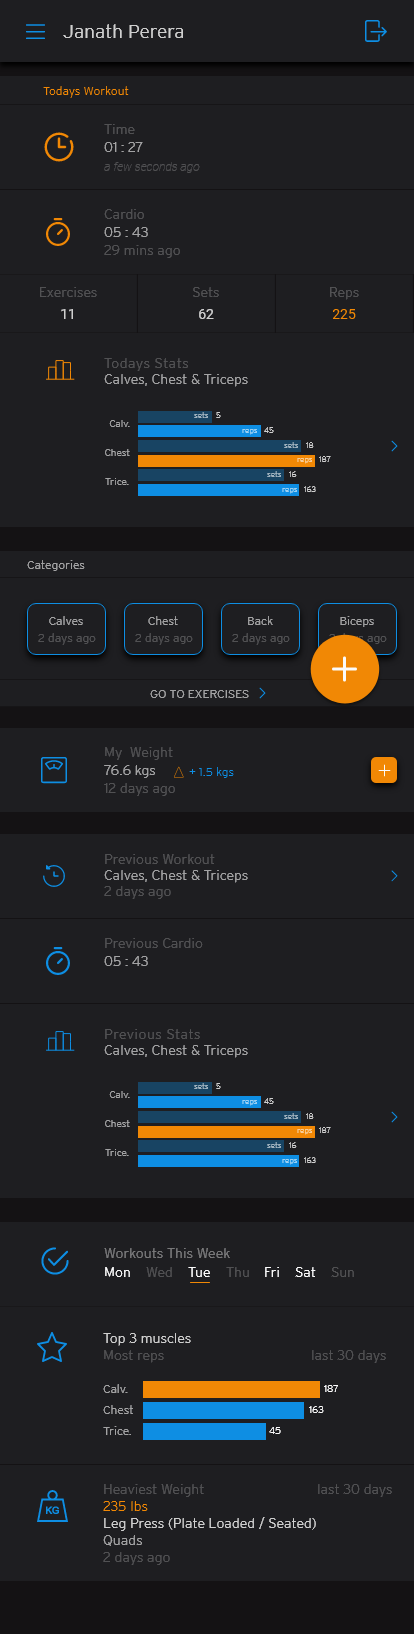 Janath Perera
Todays Workout
Time
01 : 27
a few seconds ago
Cardio
05 : 43
29 mins ago
Exercises Sets Reps
11 62 225
Todays Stats
Calves, Chest & Triceps
Calv. sets 5
reps 45
Chest sets 18
reps 187
Trice. sets 16
reps 163
Categories
Calves Chest Back Biceps
2 days ago 2 days ago 2 days ago ago
GO TO EXERCISES
My Weight
76.6 kgs + 1.5 kgs
12 days ago
Previous Workout
Calves, Chest & Triceps
2 days ago
Previous Cardio
05 : 43
Previous Stats
Calves, Chest & Triceps
Calv. sets 5
reps 45
Chest sets 18
reps 187
Trice. sets 16
reps 163
Workouts This Week
Mon Wed Tue Thu Fri Sat Sun
Top 3 muscles
Most reps last 30 days
Calv. 187
Chest 163
Trice. 45
Heaviest Weight last 30 days
235 lbs
KG
Leg Press (Plate Loaded / Seated)
Quads
2 days ago